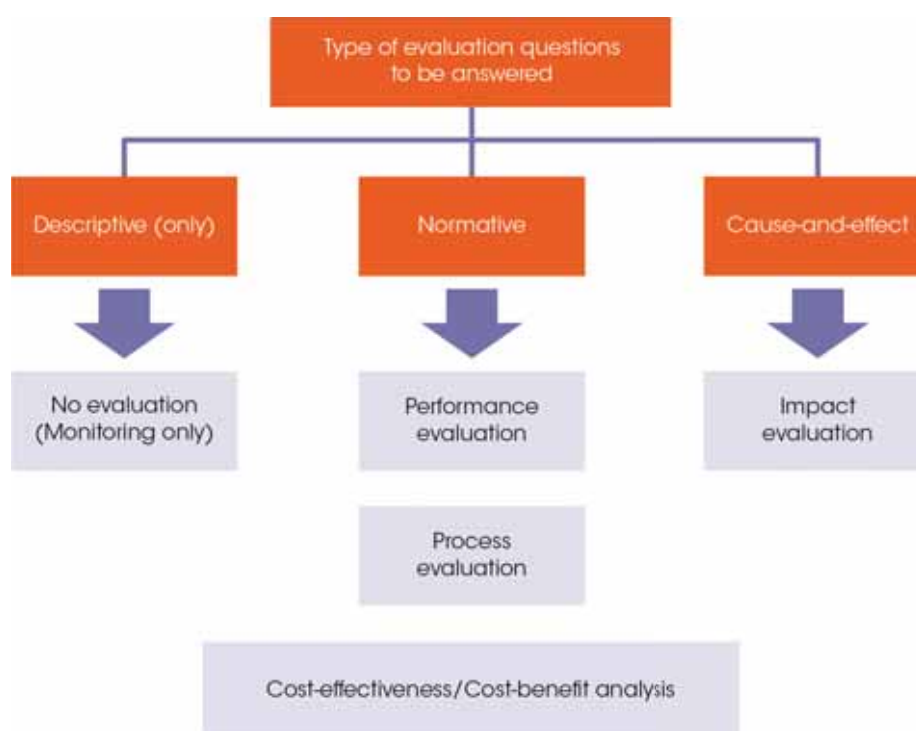 Type of evaluation questions
to be answered
Descriptive (only)
Normative
Cause-and-effect
No evaluation
(Monitoring only)
Performance
evaluation
Impact
evaluation
Process
evaluation
Cost-effectiveness/Cost-benefit analysis